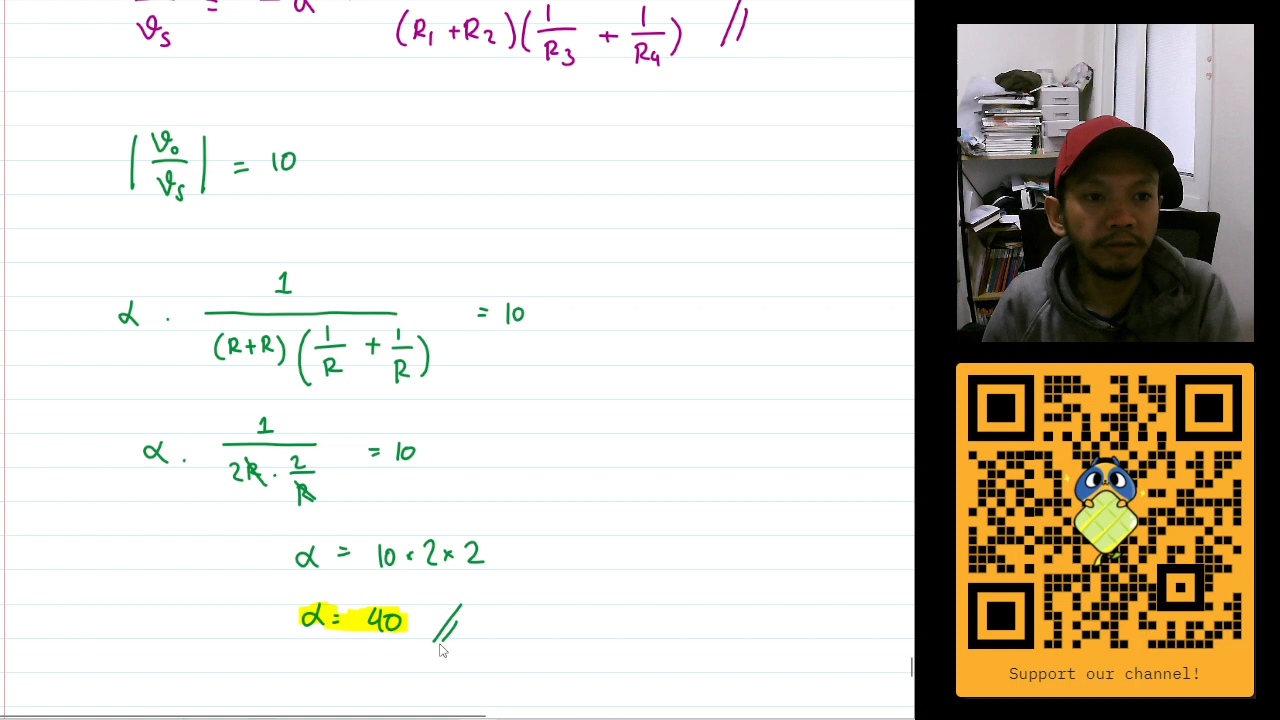 vₛ = - α
(R₁ + R₂)(1/R₃ + 1/R₄) //
|v₀/vₛ| = 10
α · 1/((R+R)(1/R + 1/R)) = 10
α · 1/(2R · 2/R) = 10
α = 10 × 2 × 2
α = 40 //
Support our channel!